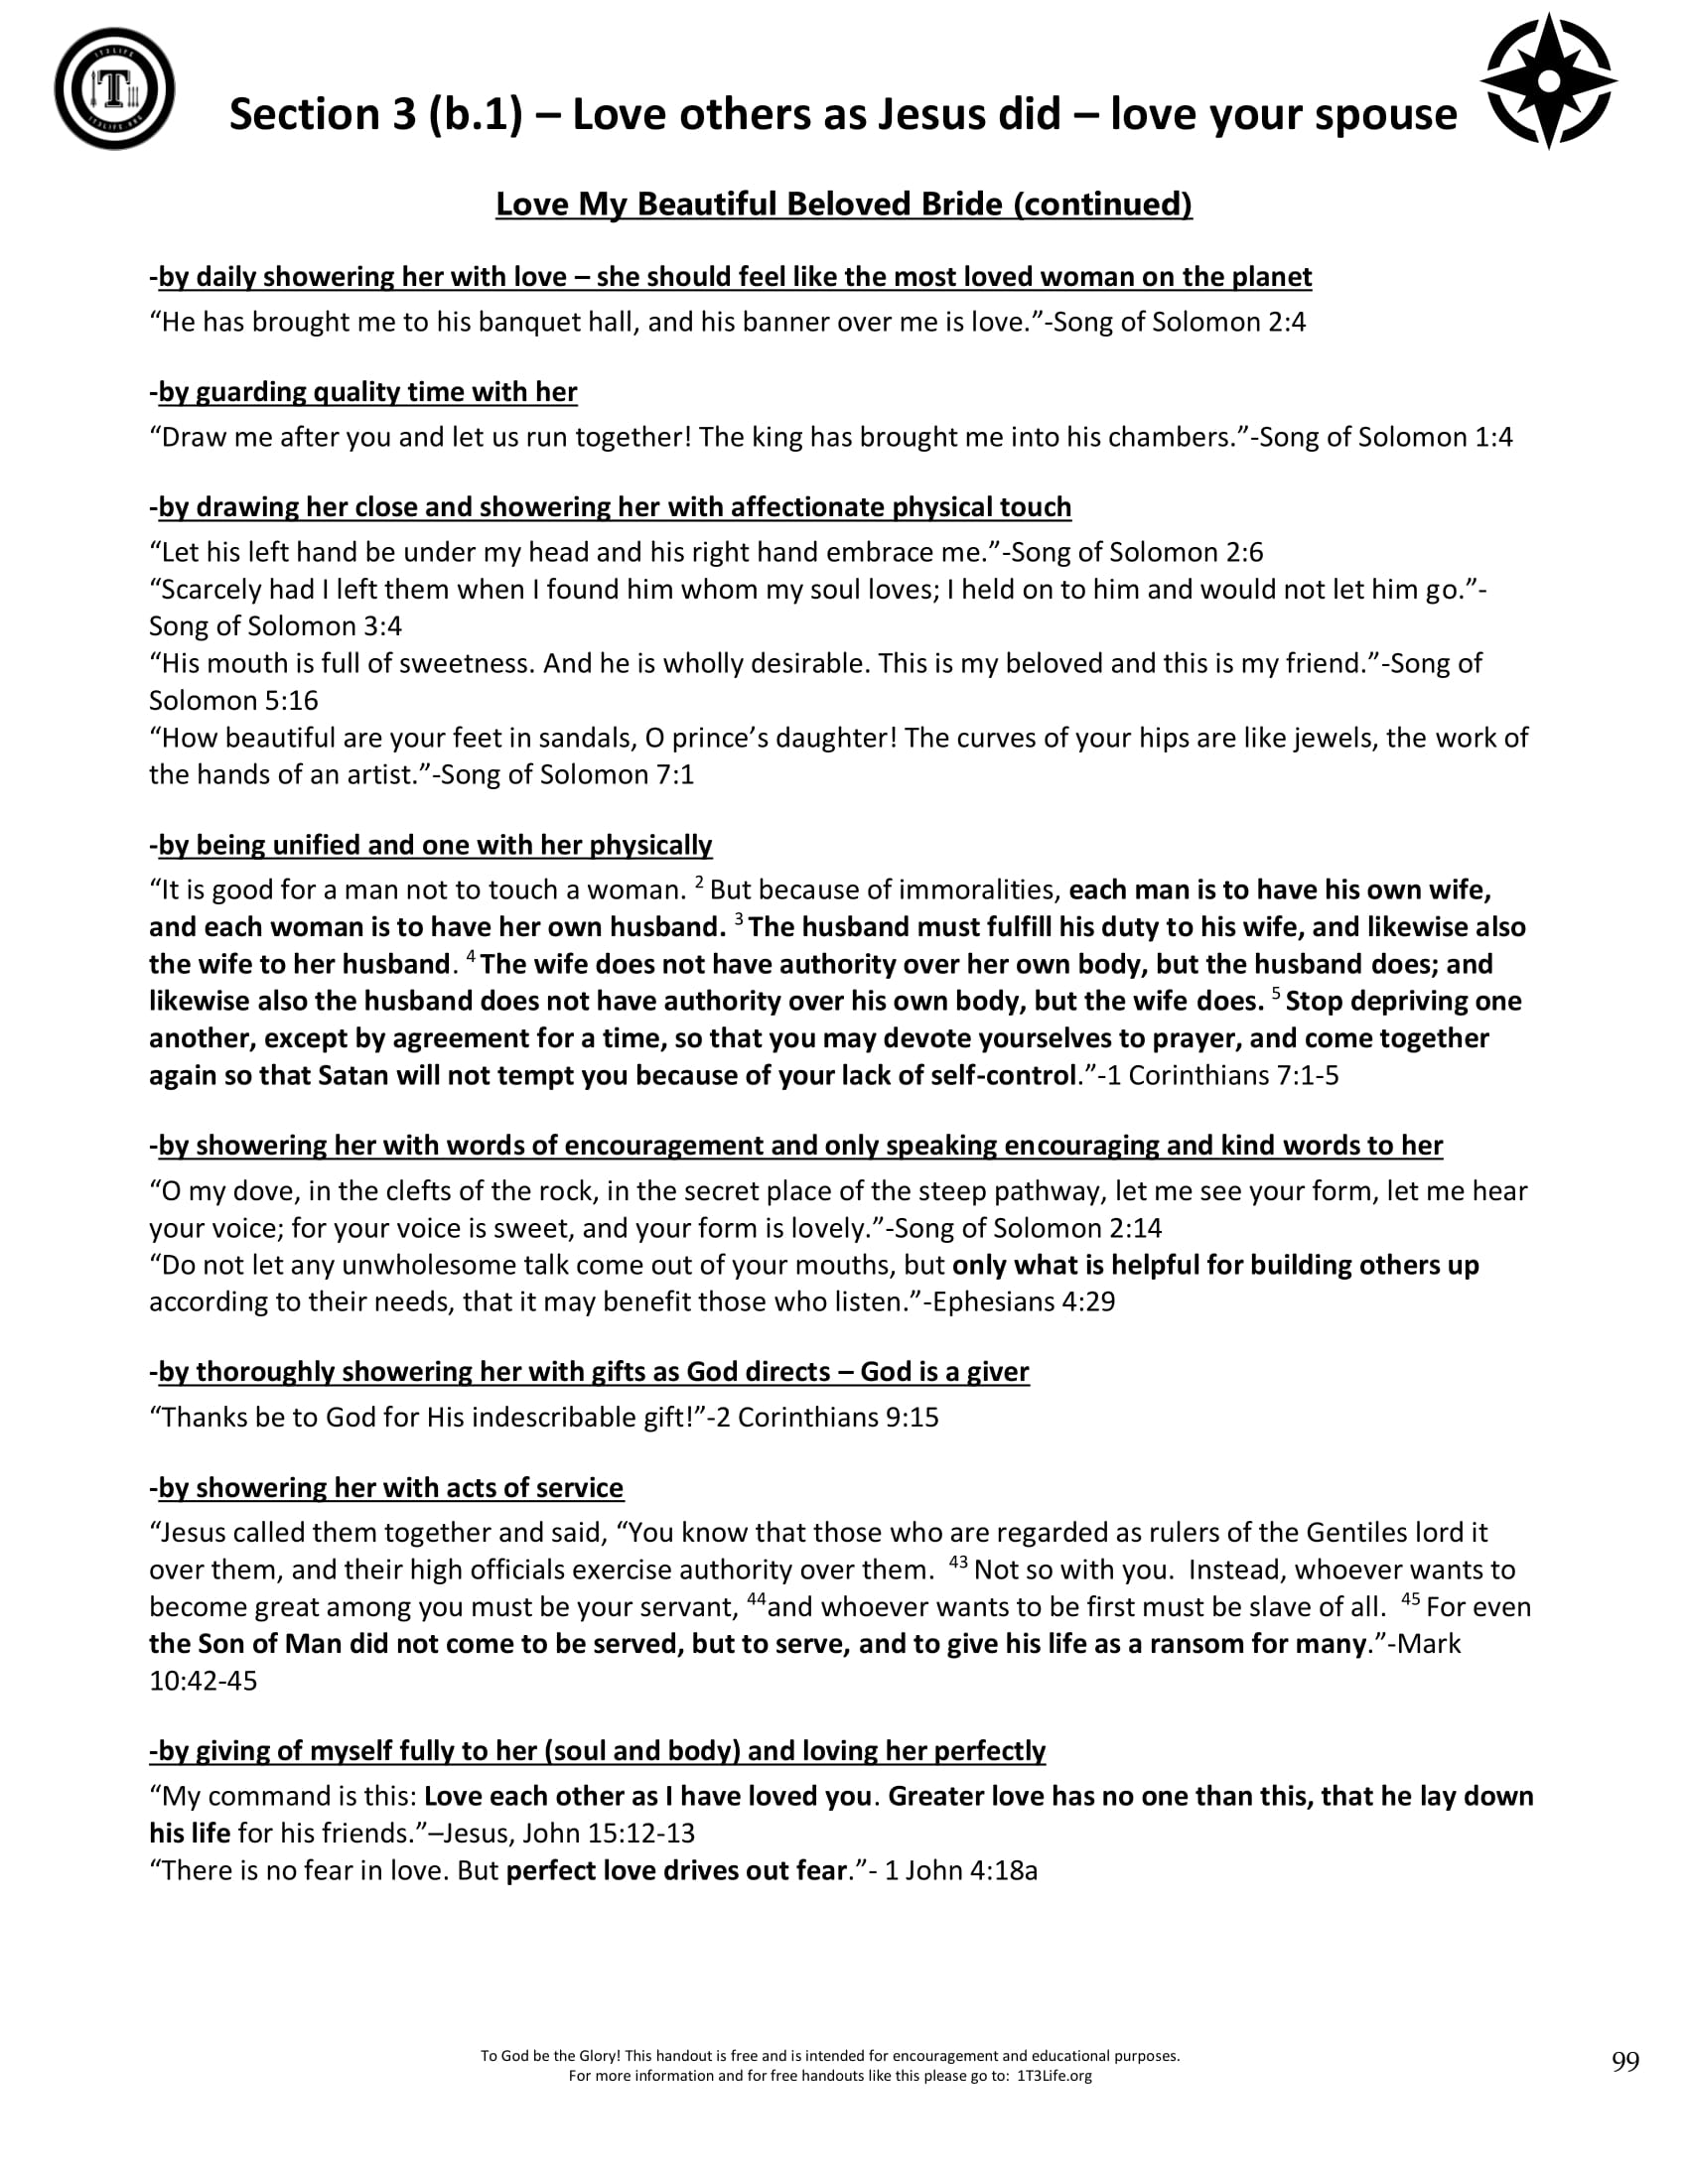 1T3LIFE
T
1T3LIFE.ORG
Section 3 (b.1) – Love others as Jesus did – love your spouse
Love My Beautiful Beloved Bride (continued)
-by daily showering her with love – she should feel like the most loved woman on the planet
“He has brought me to his banquet hall, and his banner over me is love.”-Song of Solomon 2:4
-by guarding quality time with her
“Draw me after you and let us run together! The king has brought me into his chambers.”-Song of Solomon 1:4
-by drawing her close and showering her with affectionate physical touch
“Let his left hand be under my head and his right hand embrace me.”-Song of Solomon 2:6
“Scarcely had I left them when I found him whom my soul loves; I held on to him and would not let him go.”-
Song of Solomon 3:4
“His mouth is full of sweetness. And he is wholly desirable. This is my beloved and this is my friend.”-Song of
Solomon 5:16
“How beautiful are your feet in sandals, O prince’s daughter! The curves of your hips are like jewels, the work of
the hands of an artist.”-Song of Solomon 7:1
-by being unified and one with her physically
“It is good for a man not to touch a woman. 2 But because of immoralities, each man is to have his own wife,
and each woman is to have her own husband. 3 The husband must fulfill his duty to his wife, and likewise also
the wife to her husband. 4 The wife does not have authority over her own body, but the husband does; and
likewise also the husband does not have authority over his own body, but the wife does. 5 Stop depriving one
another, except by agreement for a time, so that you may devote yourselves to prayer, and come together
again so that Satan will not tempt you because of your lack of self-control.”-1 Corinthians 7:1-5
-by showering her with words of encouragement and only speaking encouraging and kind words to her
“O my dove, in the clefts of the rock, in the secret place of the steep pathway, let me see your form, let me hear
your voice; for your voice is sweet, and your form is lovely.”-Song of Solomon 2:14
“Do not let any unwholesome talk come out of your mouths, but only what is helpful for building others up
according to their needs, that it may benefit those who listen.”-Ephesians 4:29
-by thoroughly showering her with gifts as God directs – God is a giver
“Thanks be to God for His indescribable gift!”-2 Corinthians 9:15
-by showering her with acts of service
“Jesus called them together and said, “You know that those who are regarded as rulers of the Gentiles lord it
over them, and their high officials exercise authority over them. 43 Not so with you. Instead, whoever wants to
become great among you must be your servant, 44and whoever wants to be first must be slave of all. 45 For even
the Son of Man did not come to be served, but to serve, and to give his life as a ransom for many.”-Mark
10:42-45
-by giving of myself fully to her (soul and body) and loving her perfectly
“My command is this: Love each other as I have loved you. Greater love has no one than this, that he lay down
his life for his friends.”–Jesus, John 15:12-13
“There is no fear in love. But perfect love drives out fear.”- 1 John 4:18a
To God be the Glory! This handout is free and is intended for encouragement and educational purposes.
For more information and for free handouts like this please go to: 1T3Life.org
99